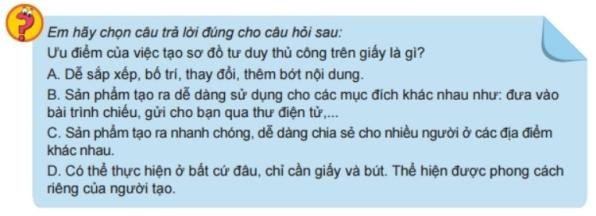 Em hãy chọn câu trả lời đúng cho câu hỏi sau:
Ưu điểm của việc tạo sơ đồ tư duy thủ công trên giấy là gì?
A. Dễ sắp xếp, bố trí, thay đổi, thêm bớt nội dung.
B. Sản phẩm tạo ra dễ dàng sử dụng cho các mục đích khác nhau như: đưa vào
bài trình chiếu, gửi cho bạn qua thư điện tử,...
C. Sản phẩm tạo ra nhanh chóng, dễ dàng chia sẻ cho nhiều người ở các địa điểm
khác nhau.
D. Có thể thực hiện ở bất cứ đâu, chỉ cần giấy và bút. Thể hiện được phong cách
riêng của người tạo.